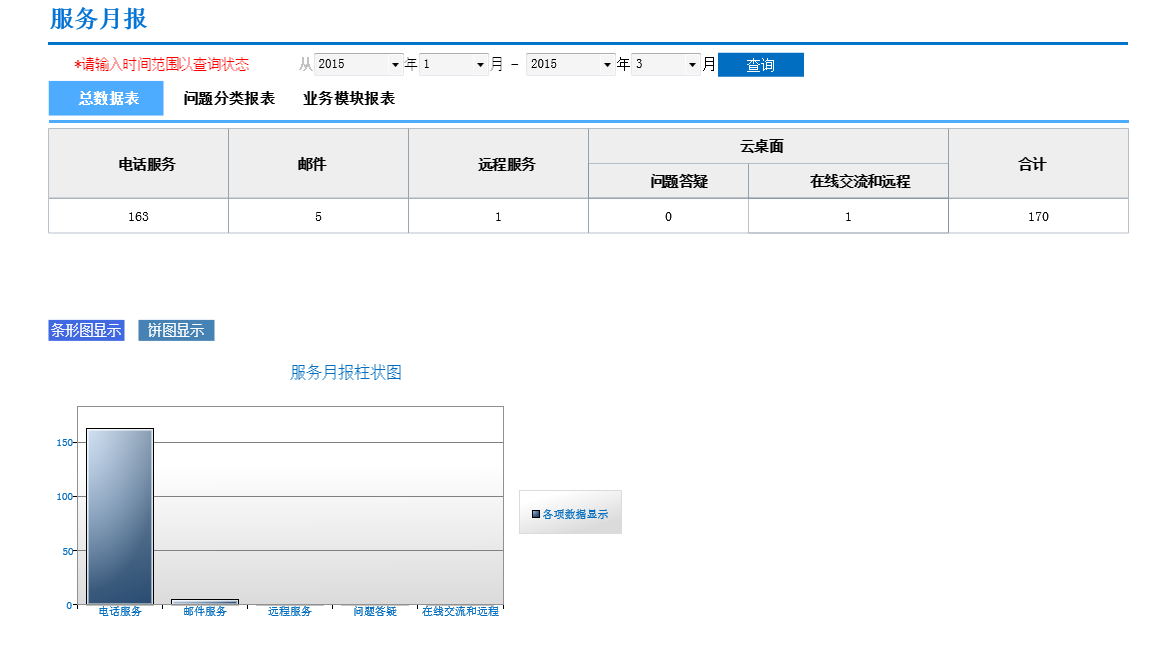 服务月报
*请输入时间范围以查询状态 从 2015 年 1 月 – 2015 年 3 月 查询
总数据表 问题分类报表 业务模块报表
电话服务 邮件 远程服务 云桌面 合计
问题答疑 在线交流和远程
163 5 1 0 1 170
条形图显示 饼图显示
服务月报柱状图
150
100
各项数据显示
50
0
电话服务 邮件服务 远程服务 问题答疑 在线交流和远程